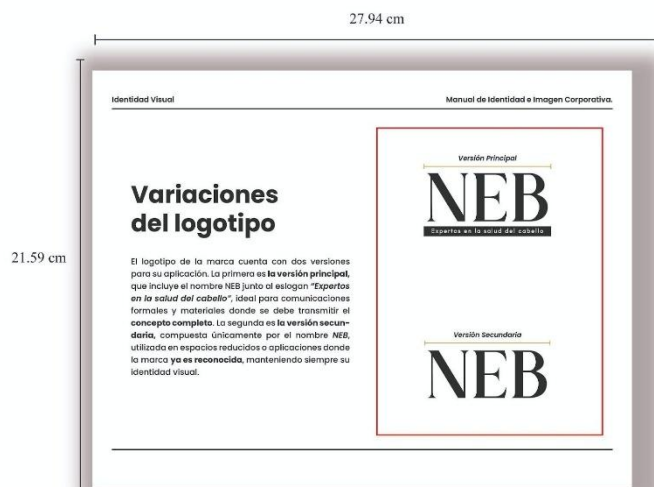 27.94 cm
21.59 cm
Identidad Visual
Manual de Identidad e Imagen Corporativa.
Variaciones
del logotipo
El logotipo de la marca cuenta con dos versiones
para su aplicación. La primera es la versión principal,
que incluye el nombre NEB junto al eslogan “Expertos
en la salud del cabello”, ideal para comunicaciones
formales y materiales donde se debe transmitir el
concepto completo. La segunda es la versión secun-
daria, compuesta únicamente por el nombre NEB,
utilizada en espacios reducidos o aplicaciones donde
la marca ya es reconocida, manteniendo siempre su
identidad visual.
Versión Principal
NEB
Expertos en la salud del cabello
Versión Secundaria
NEB